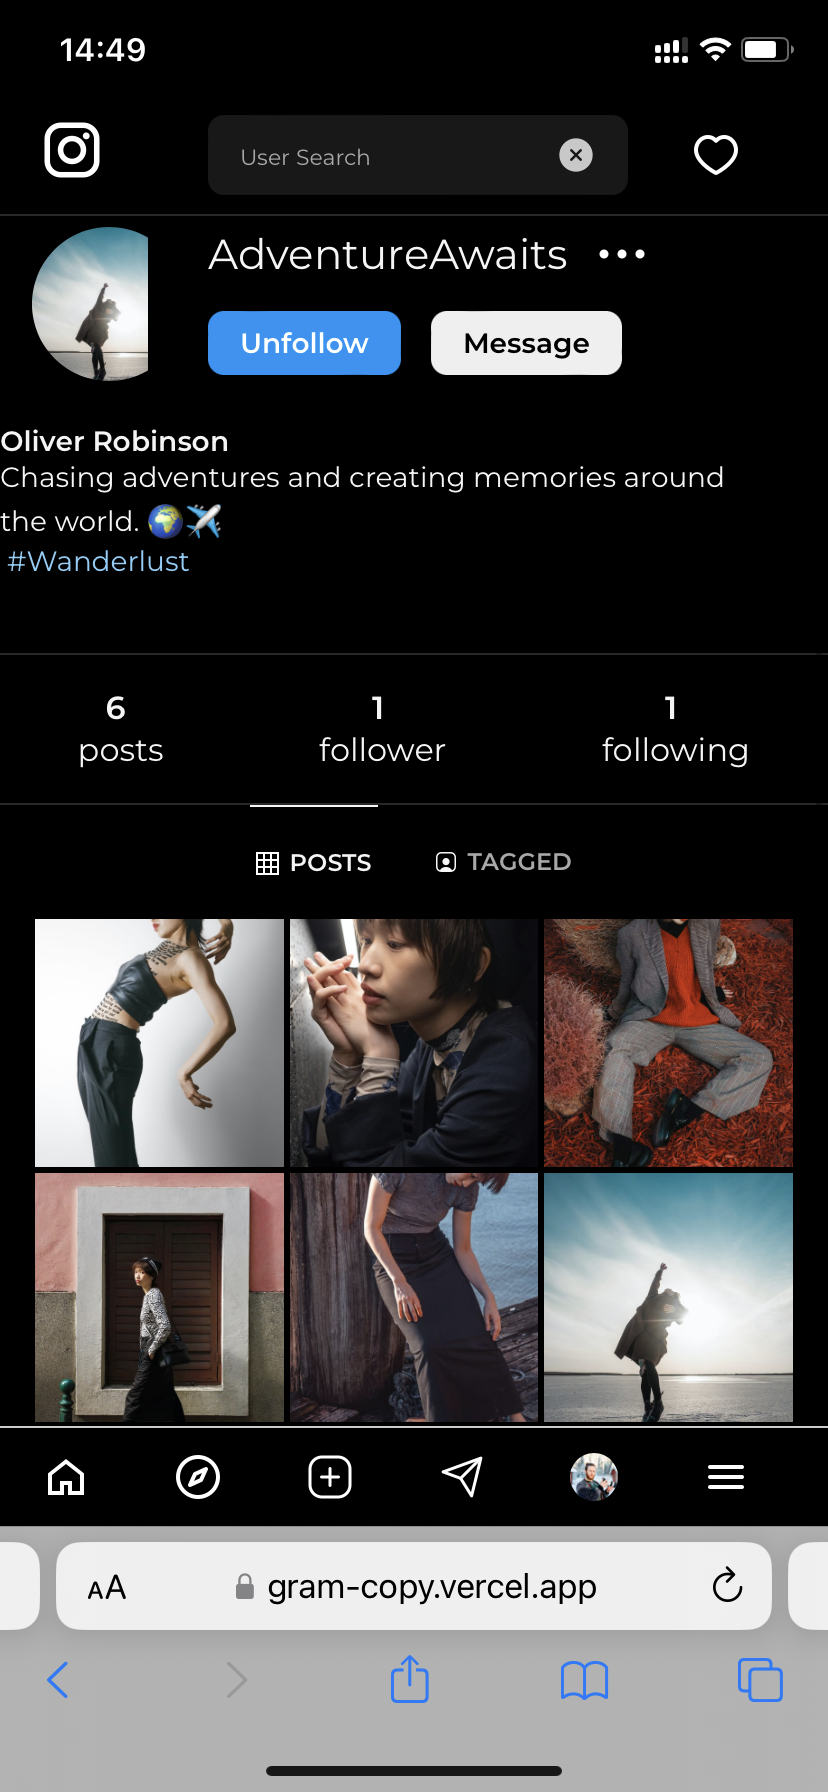 14:49
User Search
AdventureAwaits
Unfollow
Message
Oliver Robinson
Chasing adventures and creating memories around
the world. 🌍✈️
#Wanderlust
6
posts
1
follower
1
following
POSTS
TAGGED
AA
gram-copy.vercel.app